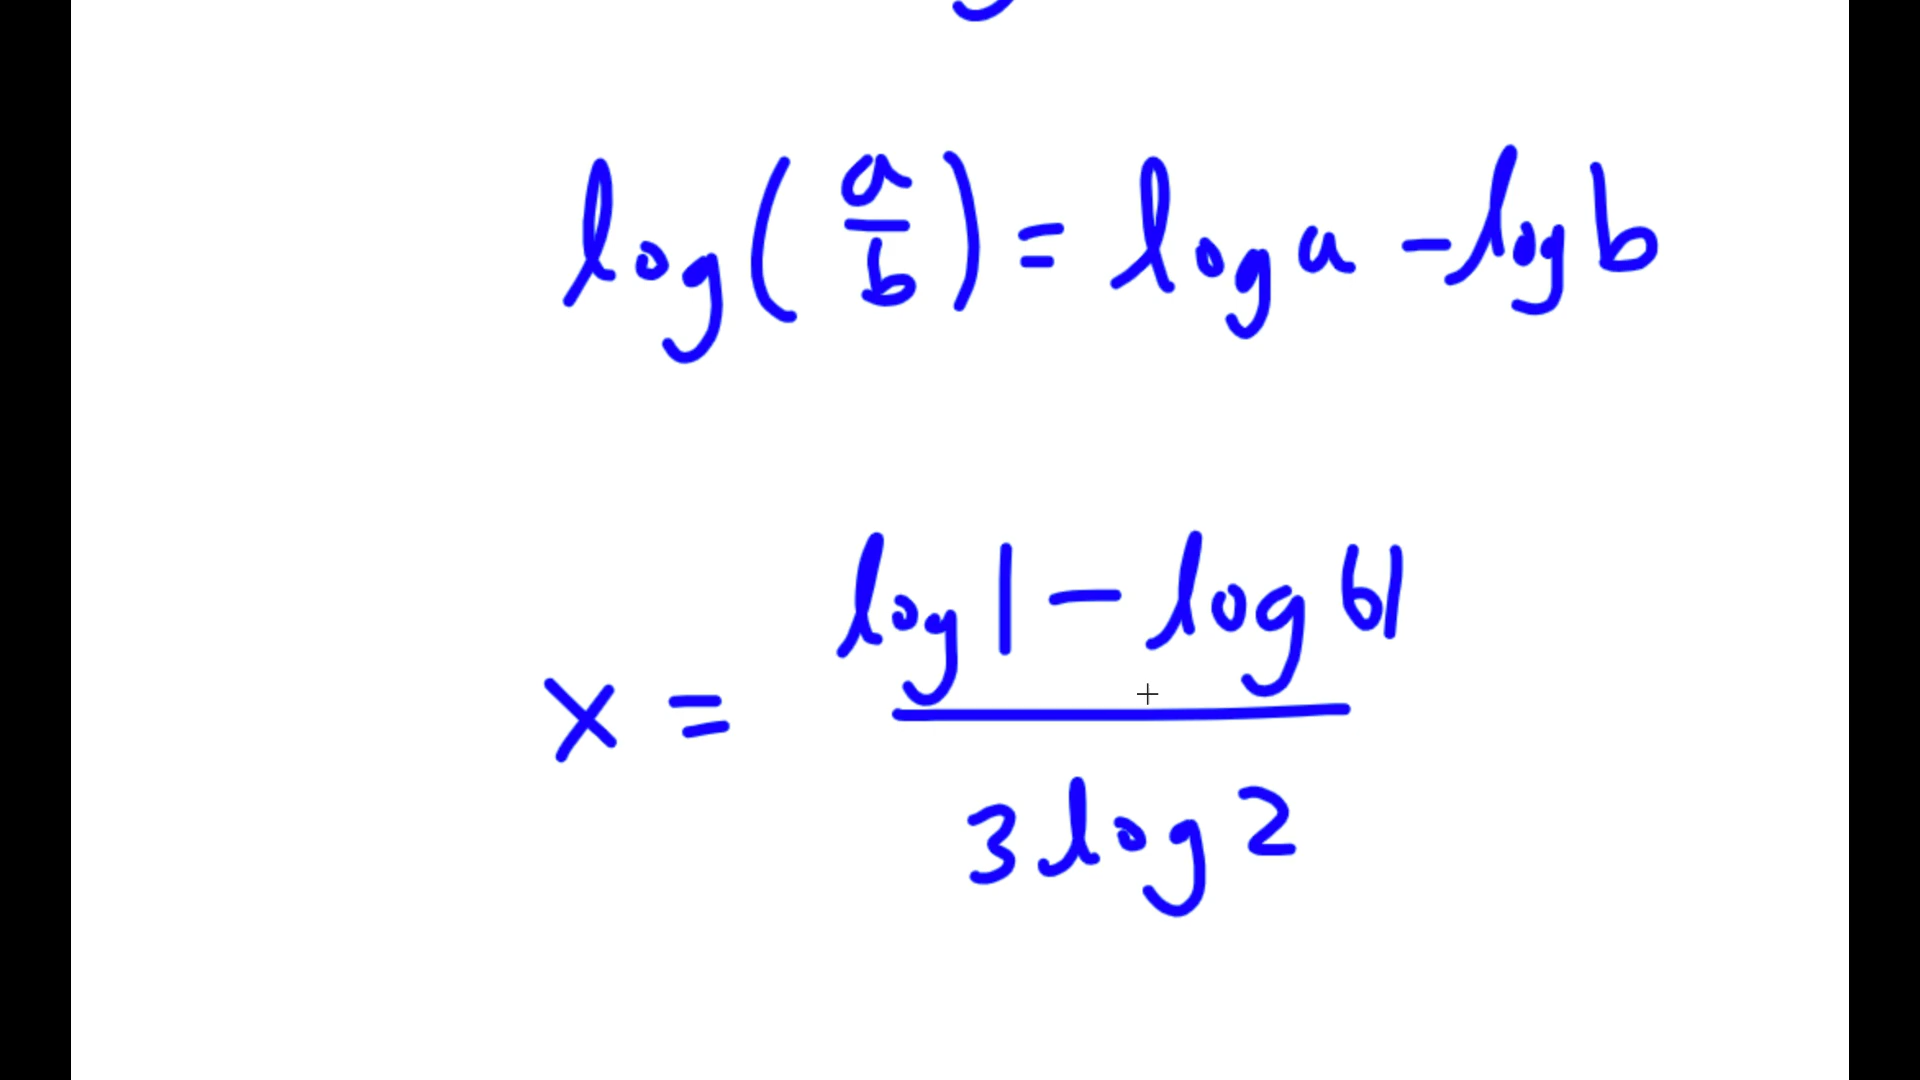 log(a/b) = log a - log b
x = (log 1 - log 61)/(3 log 2)